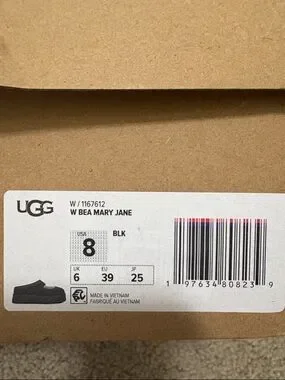 UGG
W / 1167612
W BEA MARY JANE
USA
8
BLK
UK EU JP
6 39 25
MADE IN VIETNAM
FABRIQUÉ AU VIETNAM
1 97634 80823 9